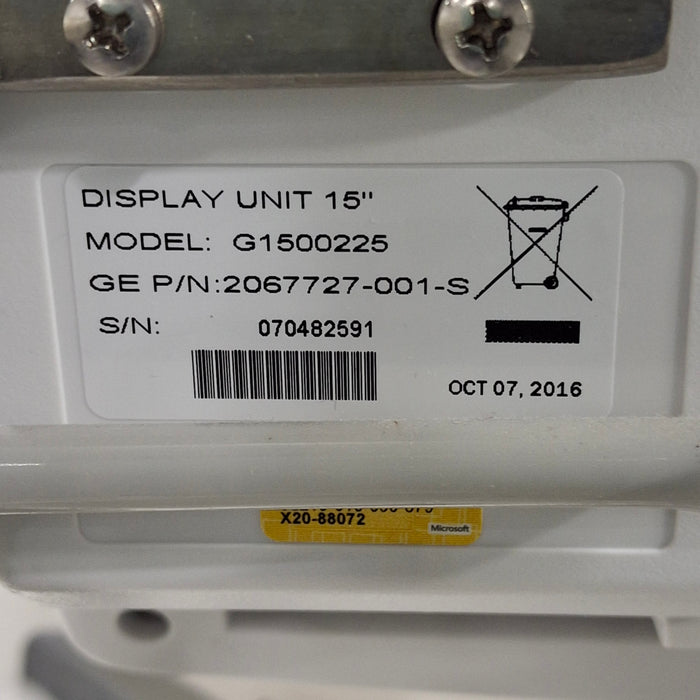 DISPLAY UNIT 15"
MODEL: G1500225
GE P/N:2067727-001-S
S/N: 070482591
OCT 07, 2016
X20-88072
Microsoft